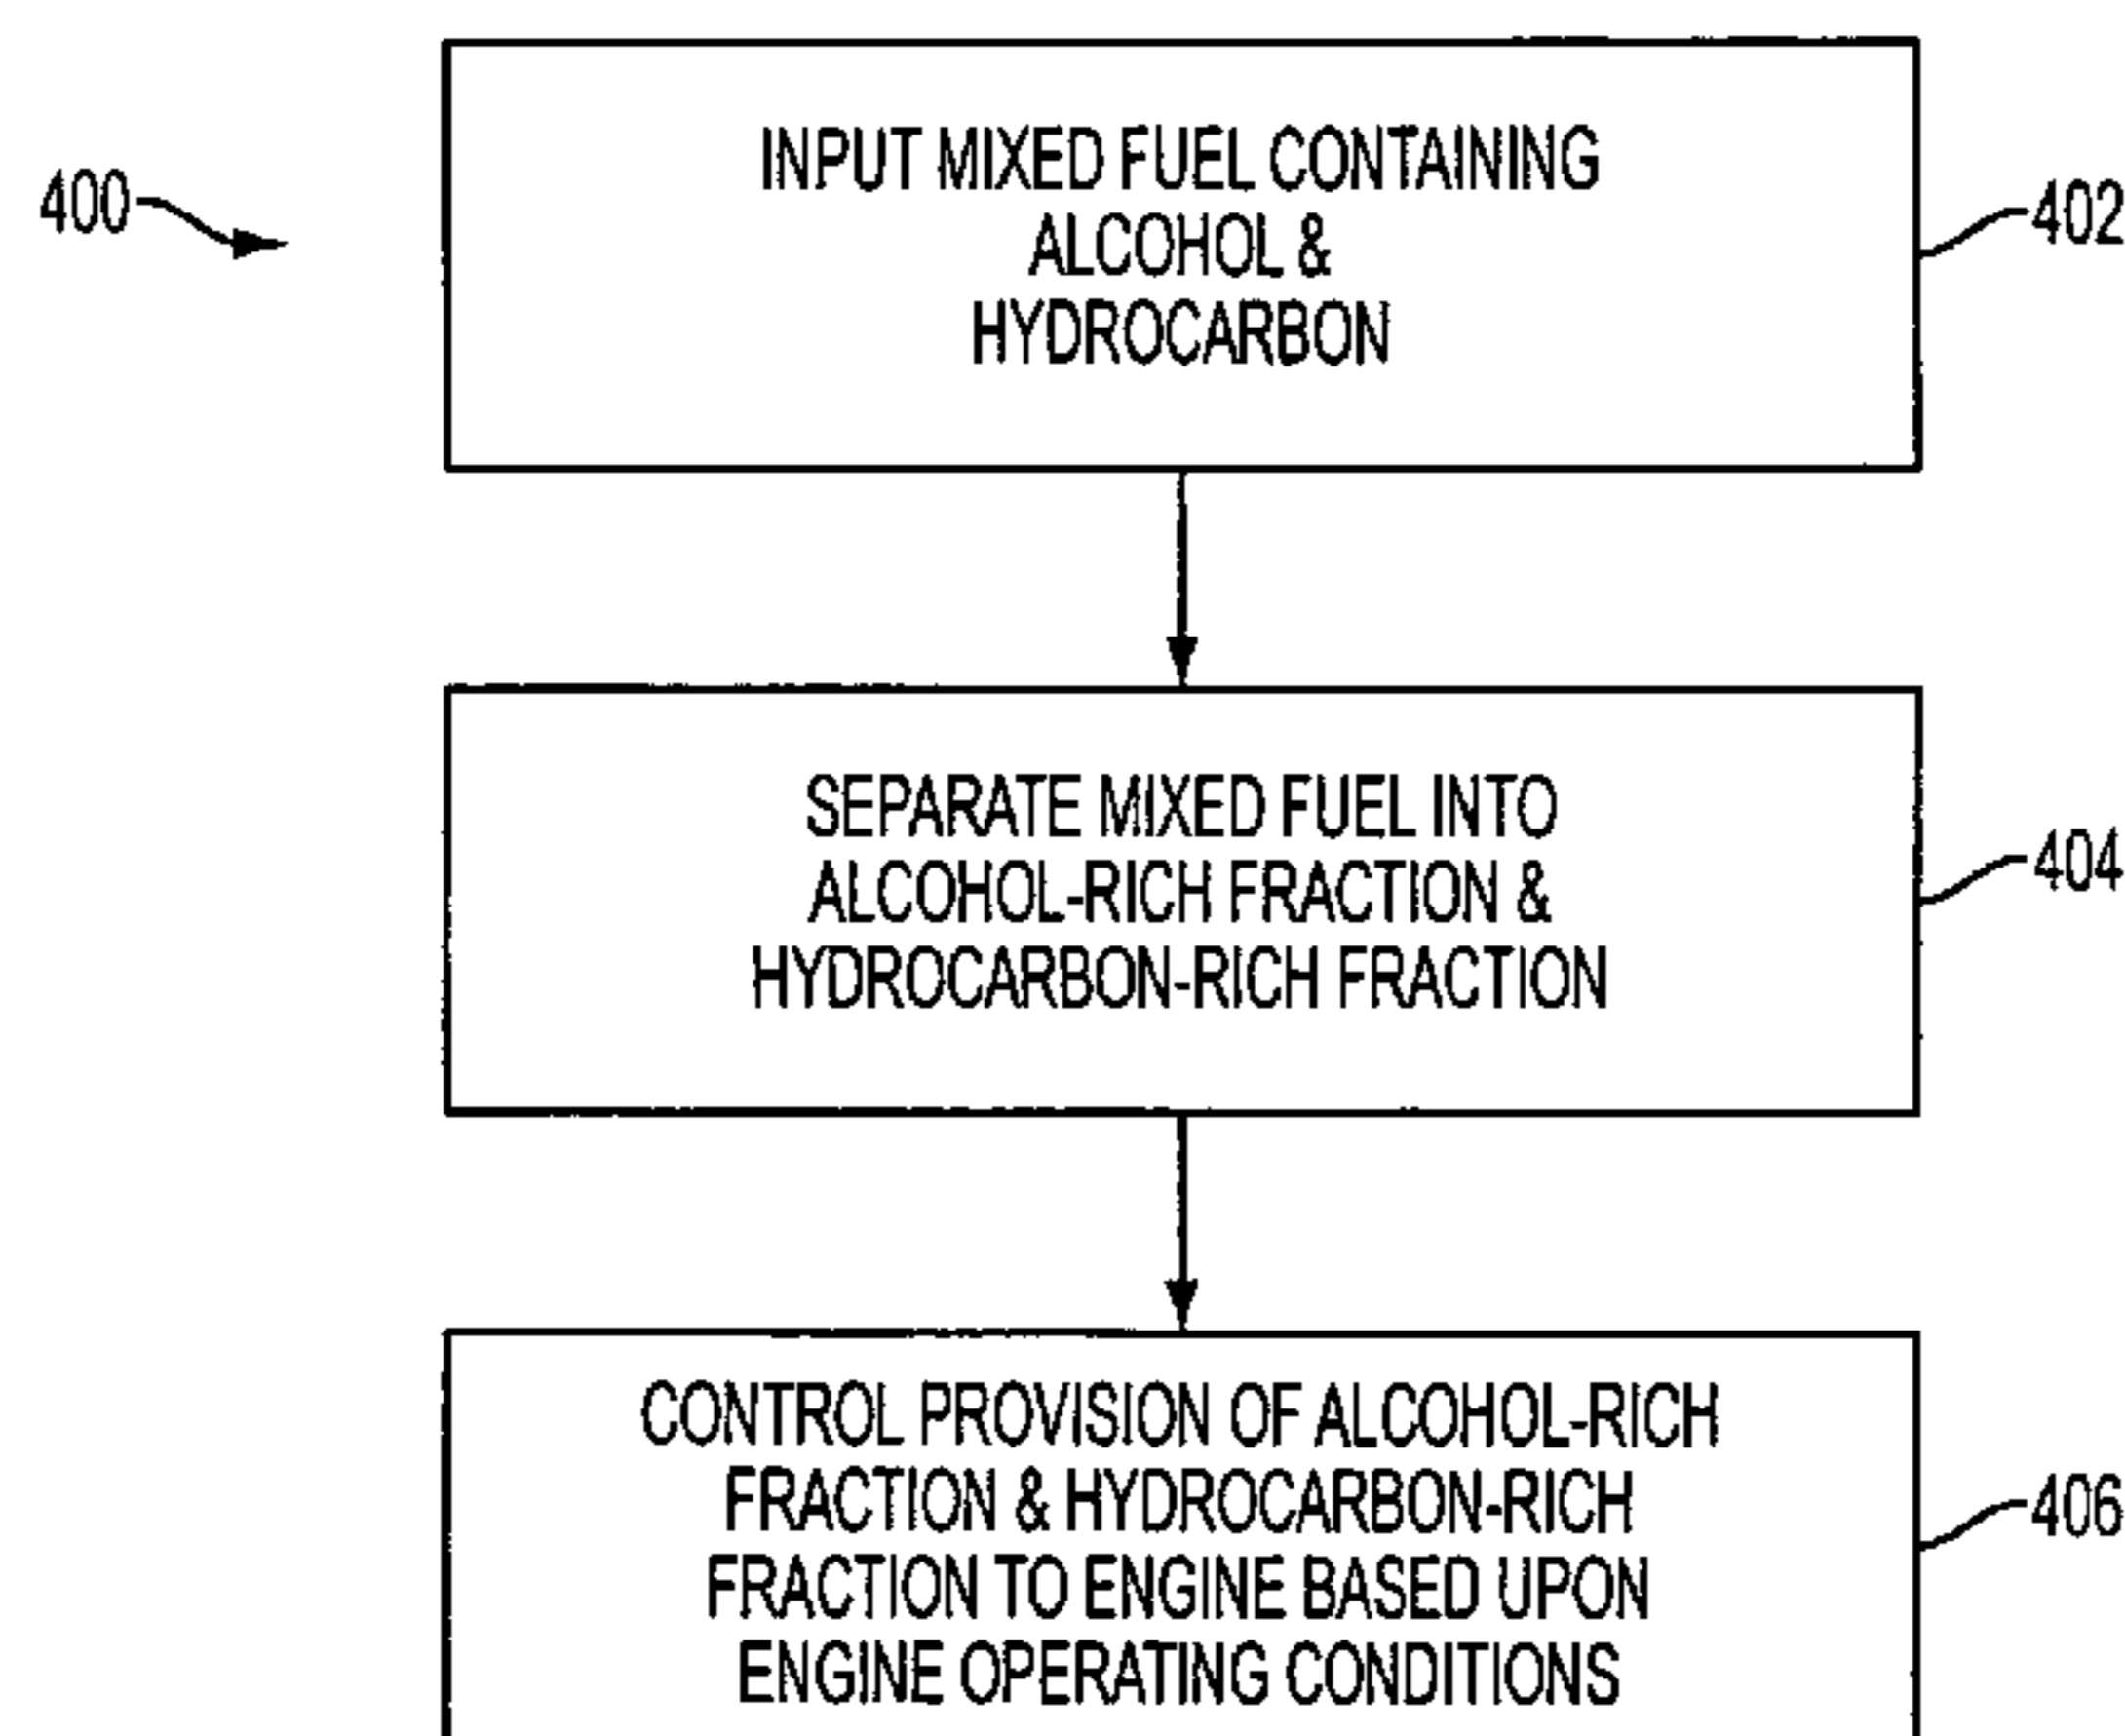 400
INPUT MIXED FUEL CONTAINING
ALCOHOL &
HYDROCARBON
402
SEPARATE MIXED FUEL INTO
ALCOHOL-RICH FRACTION &
HYDROCARBON-RICH FRACTION
404
CONTROL PROVISION OF ALCOHOL-RICH
FRACTION & HYDROCARBON-RICH
FRACTION TO ENGINE BASED UPON
ENGINE OPERATING CONDITIONS
406